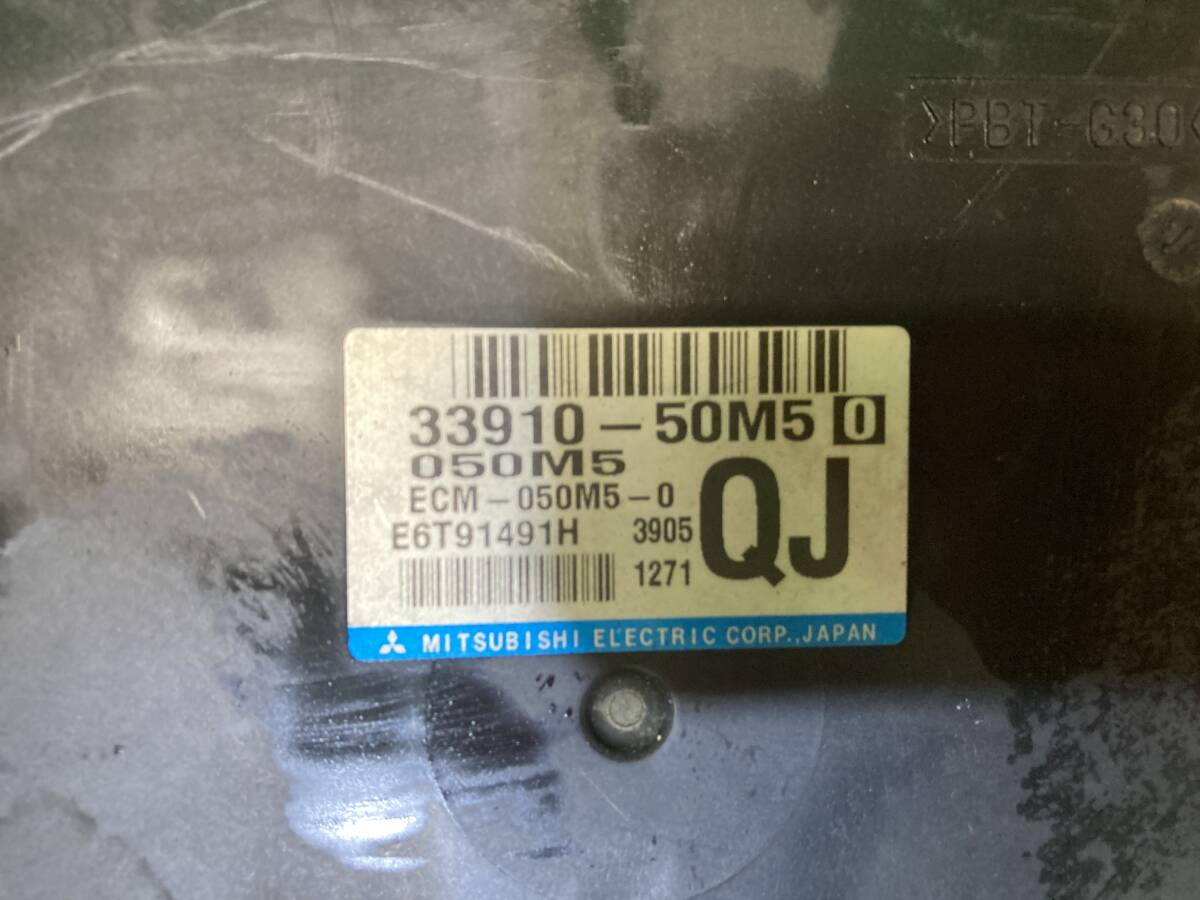 >PBT-G30<
33910-50M5 0
050M5
ECM-050M5-0
QJ
E6T91491H 3905
1271
MITSUBISHI ELECTRIC CORP.,JAPAN